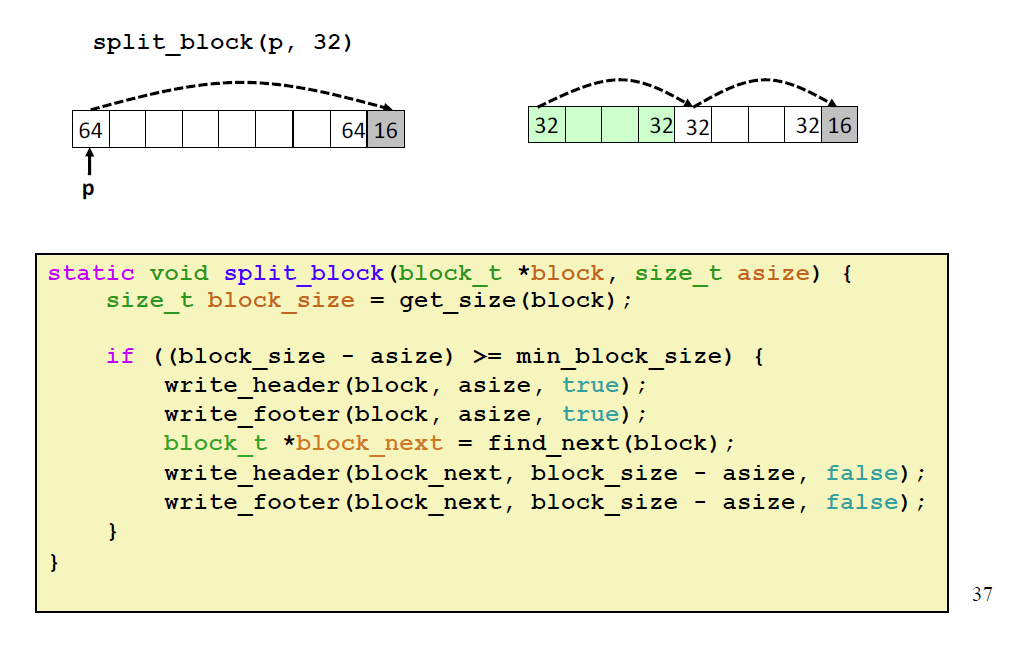 split_block(p, 32)
64 64 16
32 32 32 32 16
p
static void split_block(block_t *block, size_t asize) {
    size_t block_size = get_size(block);

    if ((block_size - asize) >= min_block_size) {
        write_header(block, asize, true);
        write_footer(block, asize, true);
        block_t *block_next = find_next(block);
        write_header(block_next, block_size - asize, false);
        write_footer(block_next, block_size - asize, false);
    }
}
37